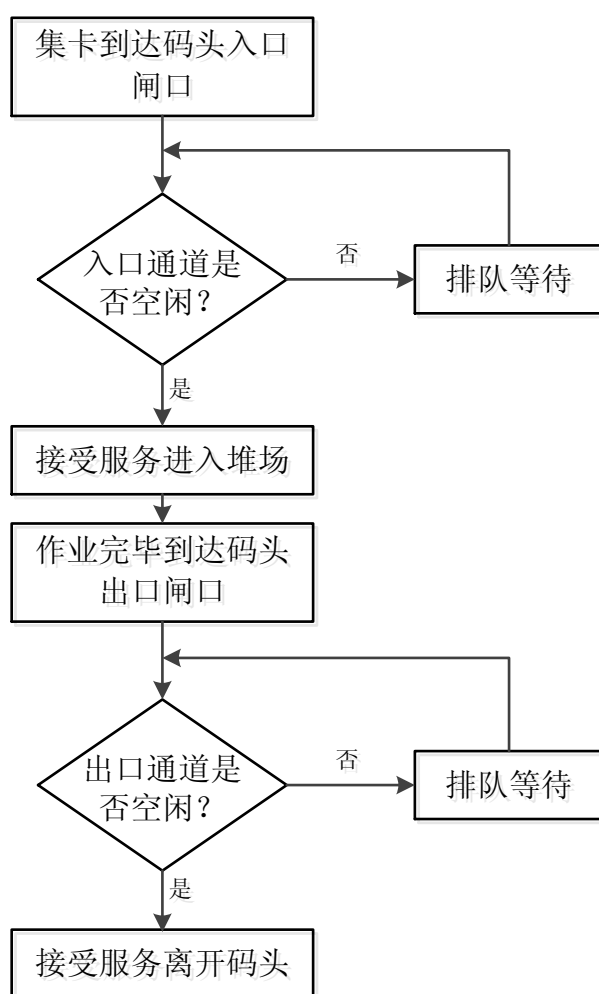 集卡到达码头入口
闸口
入口通道是
否空闲？
否
排队等待
是
接受服务进入堆场
作业完毕到达码头
出口闸口
出口通道是
否空闲？
否
排队等待
是
接受服务离开码头